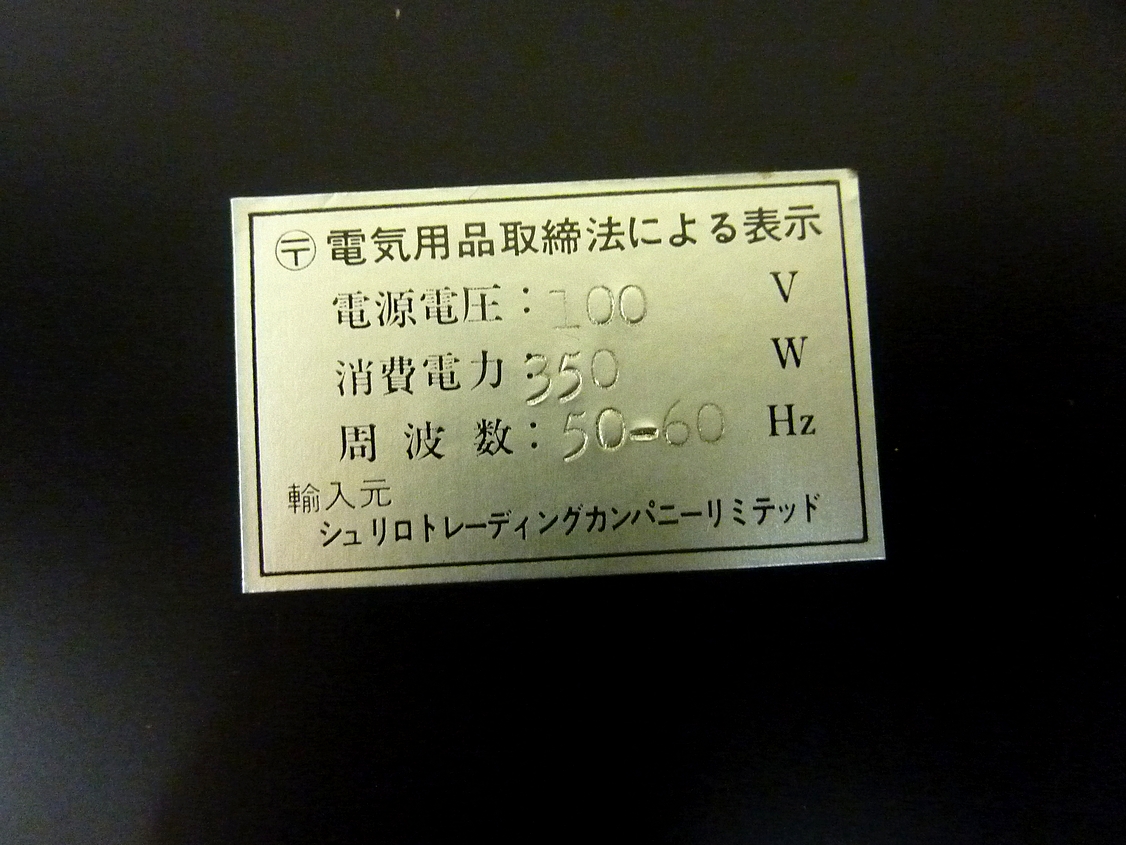 〶電気用品取締法による表示
電源電圧：100 V
消費電力：350 W
周波数：50-60 Hz
輸入元
シュリロトレーディングカンパニーリミテッド